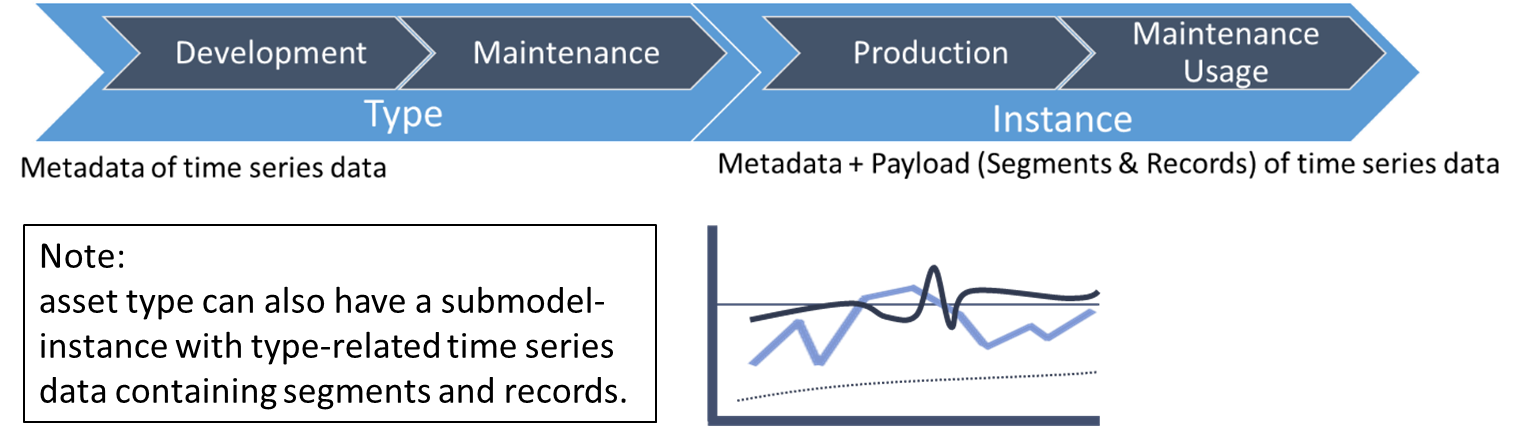 Development
Maintenance
Production
Maintenance
Usage
Type
Instance
Metadata of time series data
Metadata + Payload (Segments & Records) of time series data
Note:
asset type can also have a submodel-
instance with type-related time series
data containing segments and records.